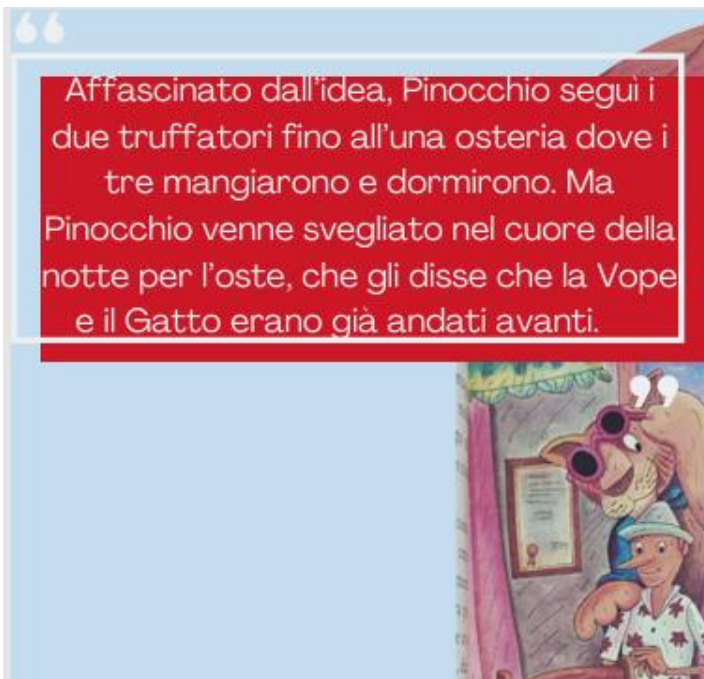 Affascinato dall'idea, Pinocchio seguì i
due truffatori fino all'una osteria dove i
tre mangiarono e dormirono. Ma
Pinocchio venne svegliato nel cuore della
notte per l'oste, che gli disse che la Vope
e il Gatto erano già andati avanti.